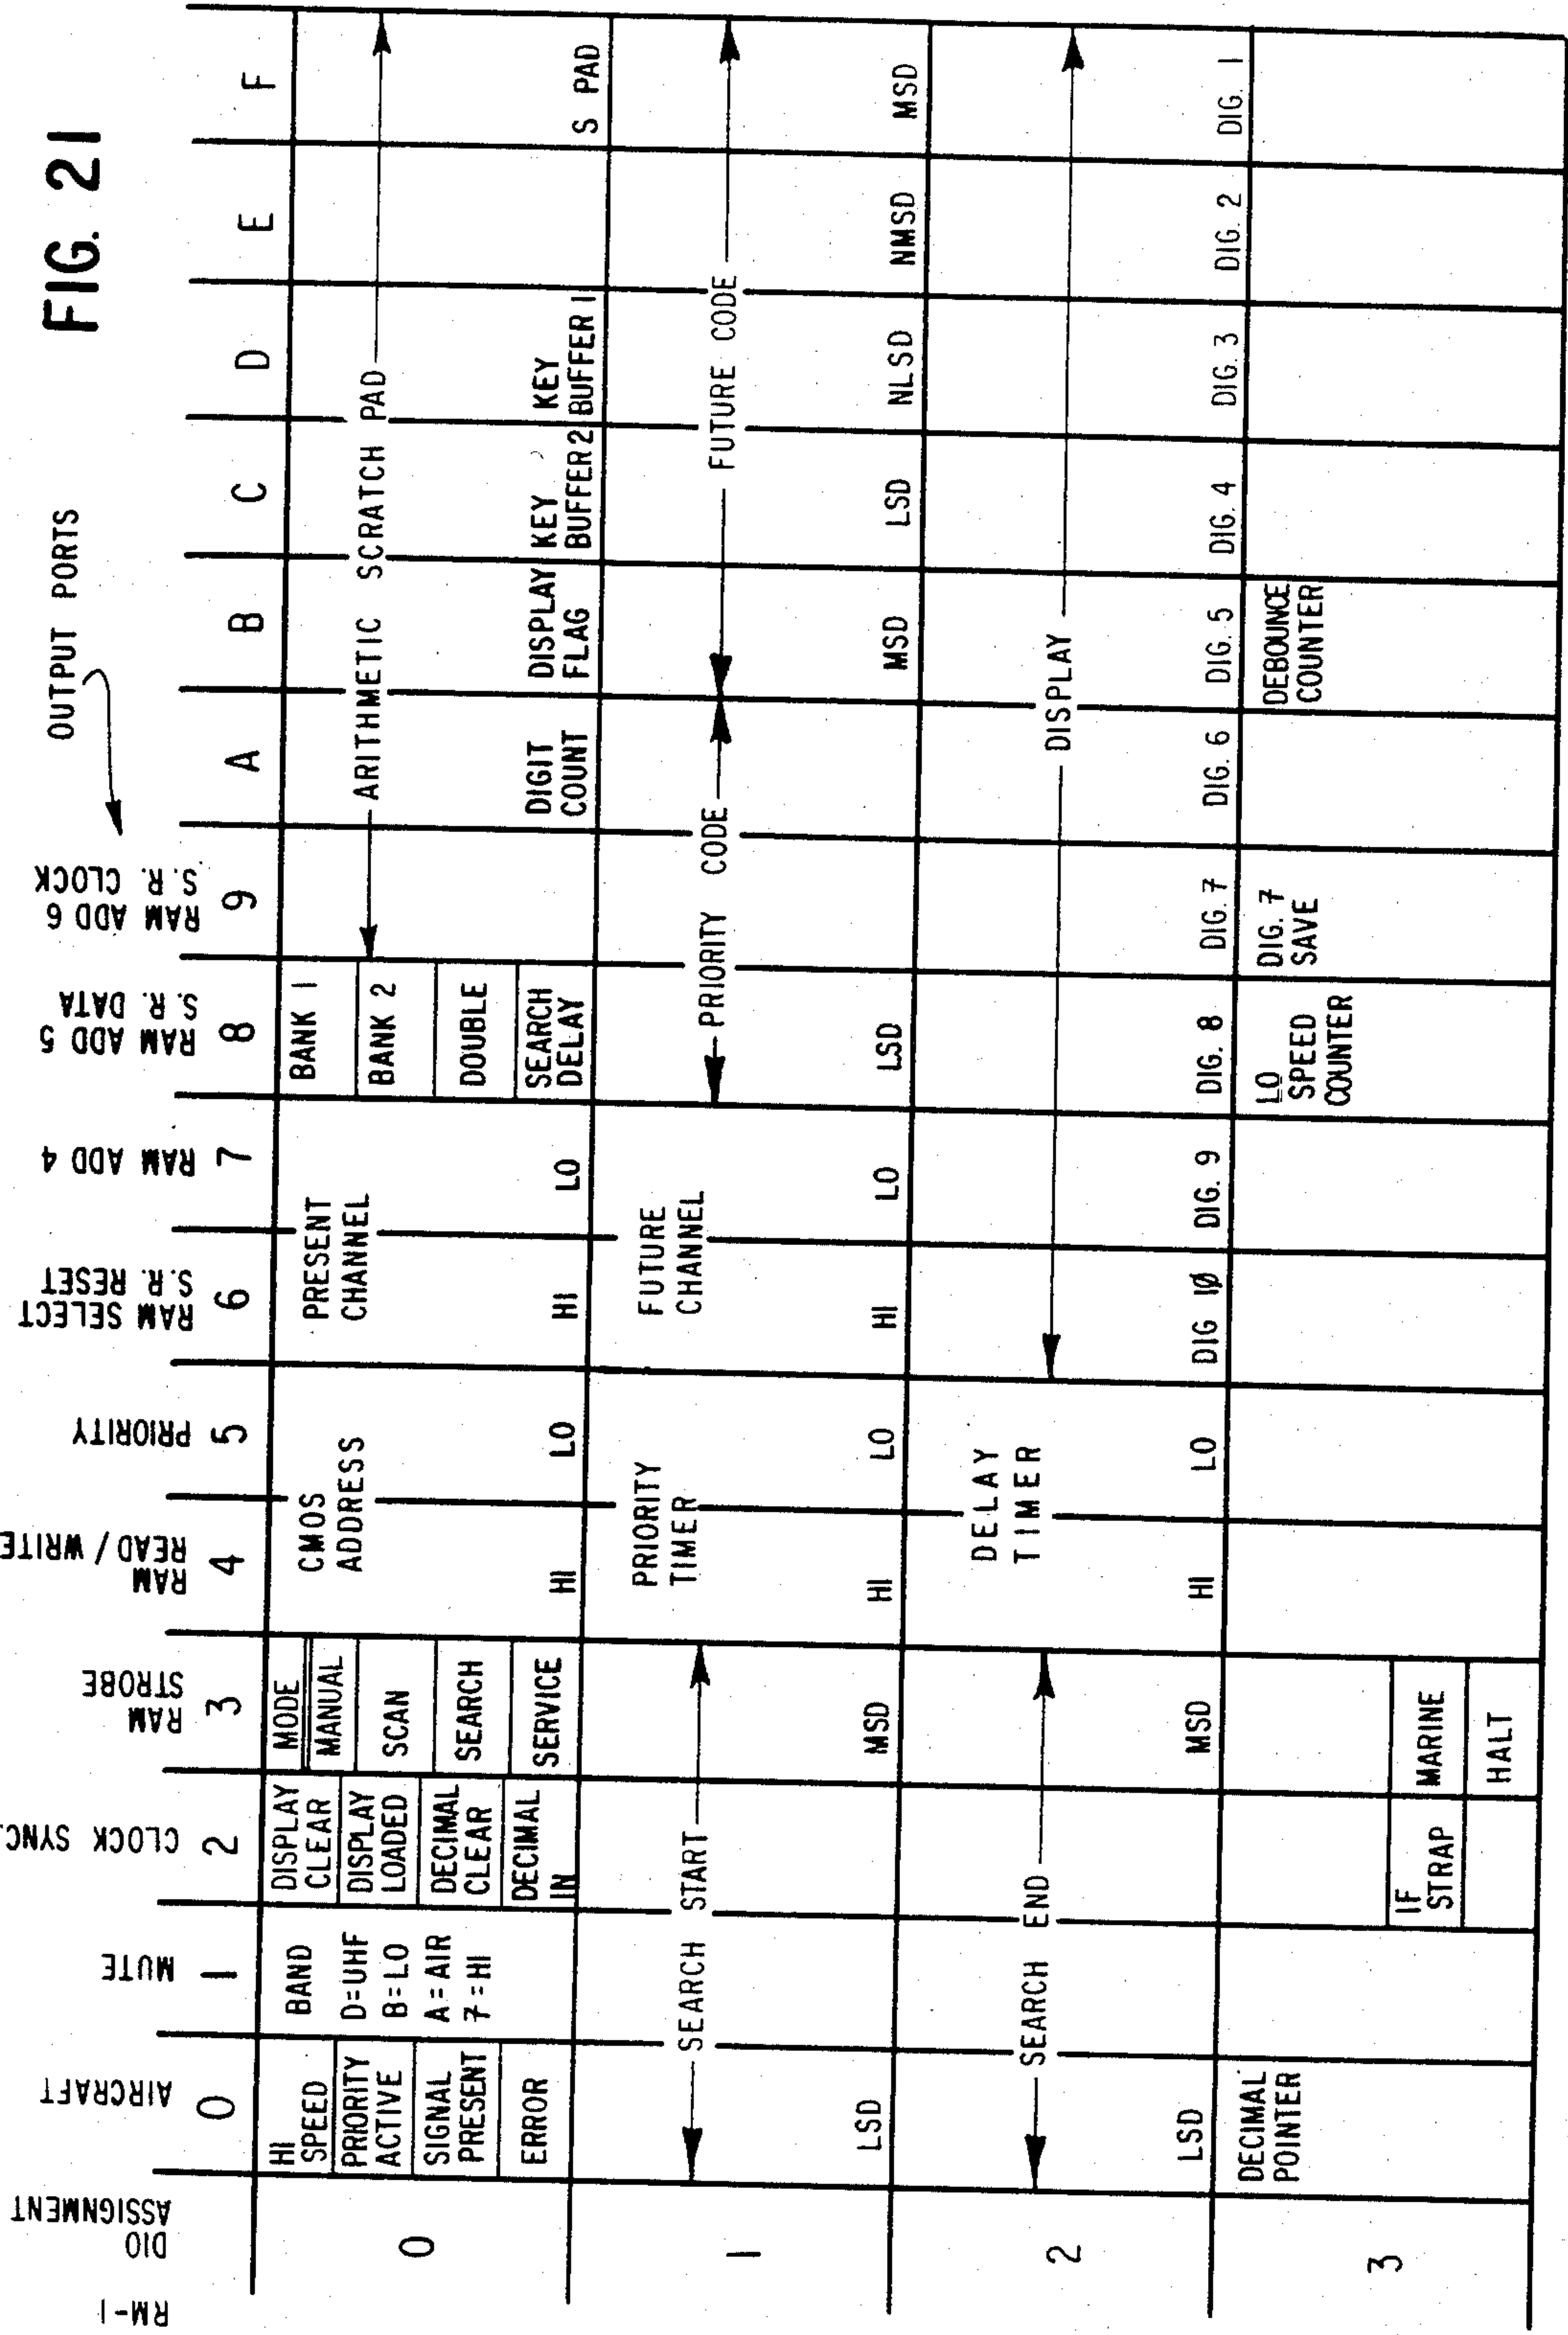 FIG. 21
OUTPUT PORTS
RM-1
DIO ASSIGNMENT
AIRCRAFT
MUTE
CLOCK SYNC.
RAM STROBE
RAM READ / WRITE
PRIORITY
RAM SELECT
S.R. RESET
RAM ADD 4
RAM ADD 5
S.R. DATA
RAM ADD 6
S.R. CLOCK
0 1 2 3 4 5 6 7 8 9 A B C D E F
0
HI SPEED
PRIORITY ACTIVE
SIGNAL PRESENT
ERROR
BAND
D=UHF
B=LO
A=AIR
7=HI
DISPLAY CLEAR
DISPLAY LOADED
DECIMAL CLEAR
DECIMAL IN
MODE
MANUAL
SCAN
SEARCH
SERVICE
CMOS ADDRESS
HI LO
PRESENT CHANNEL
HI LO
BANK 1
BANK 2
DOUBLE
SEARCH DELAY
ARITHMETIC SCRATCH PAD
DIGIT COUNT
DISPLAY FLAG
KEY BUFFER2
KEY BUFFER 1
S PAD
1
SEARCH START
LSD MSD
PRIORITY TIMER
HI LO
FUTURE CHANNEL
HI LO
PRIORITY CODE
LSD MSD
FUTURE CODE
LSD NLSD NMSD MSD
2
SEARCH END
LSD MSD
DELAY TIMER
HI LO
DISPLAY
DIG 1Ø DIG. 9 DIG. 8 DIG. 7 DIG. 6 DIG. 5 DIG. 4 DIG. 3 DIG. 2 DIG. 1
3
DECIMAL POINTER
IF STRAP
MARINE
HALT
LO SPEED COUNTER
DIG. 7 SAVE
DEBOUNCE COUNTER